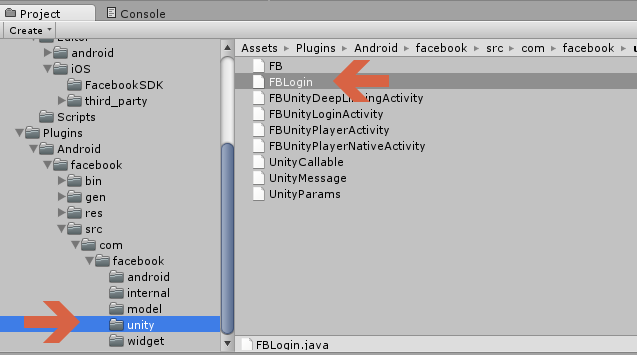 Project
Console
Create
Editor
android
iOS
FacebookSDK
third_party
Scripts
Plugins
Android
facebook
bin
gen
res
src
com
facebook
android
internal
model
unity
widget
Assets ▸ Plugins ▸ Android ▸ facebook ▸ src ▸ com ▸ facebook ▸
FB
FBLogin
FBUnityDeepLinkingActivity
FBUnityLoginActivity
FBUnityPlayerActivity
FBUnityPlayerNativeActivity
UnityCallable
UnityMessage
UnityParams
FBLogin.java